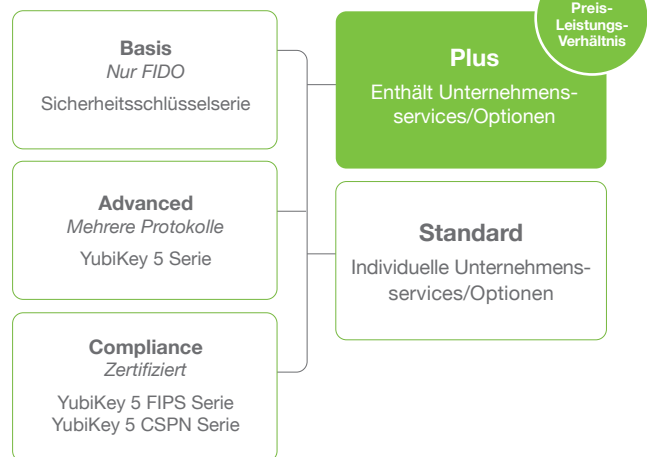 Basis
Nur FIDO
Sicherheitsschlüsselserie
Advanced
Mehrere Protokolle
YubiKey 5 Serie
Compliance
Zertifiziert
YubiKey 5 FIPS Serie
YubiKey 5 CSPN Serie
Preis-
Leistungs-
Verhältnis
Plus
Enthält Unternehmens-
services/Optionen
Standard
Individuelle Unternehmens-
services/Optionen